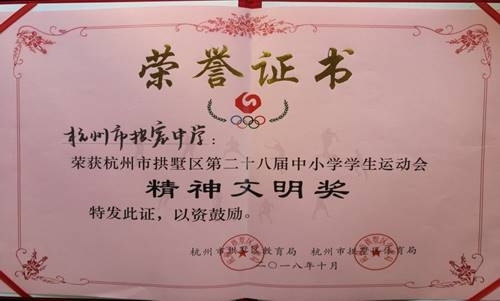 荣誉证书
杭州市拱宸中学：
荣获杭州市拱墅区第二十八届中小学学生运动会
精神文明奖
特发此证，以资鼓励。
杭州市拱墅区教育局 杭州市拱墅区体育局
二〇一八年十月